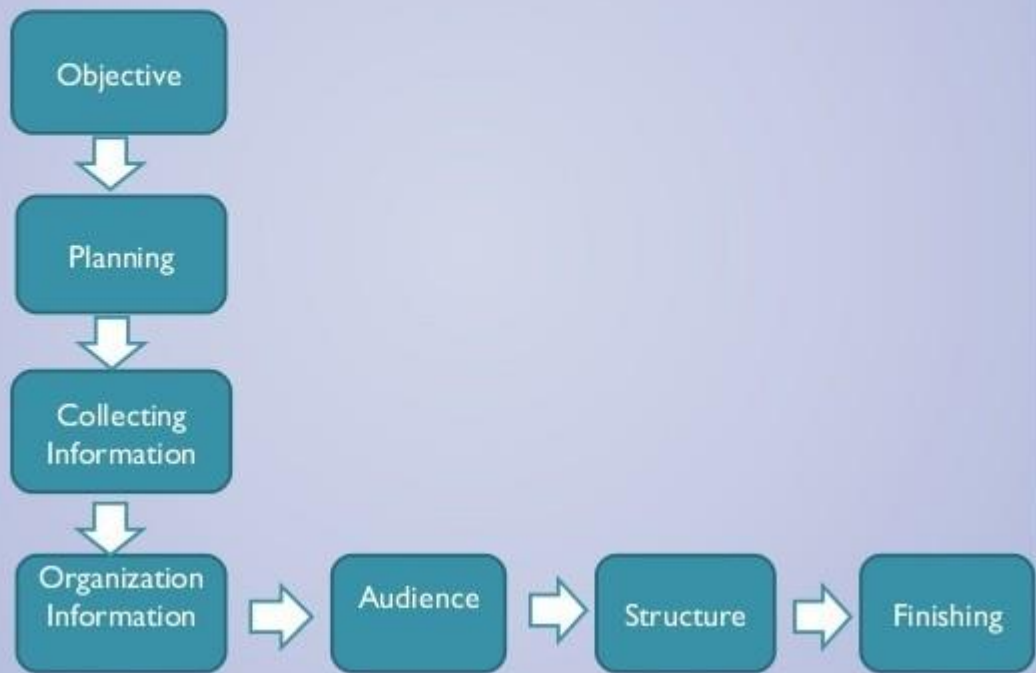 Objective
Planning
Collecting
Information
Organization
Information
Audience
Structure
Finishing